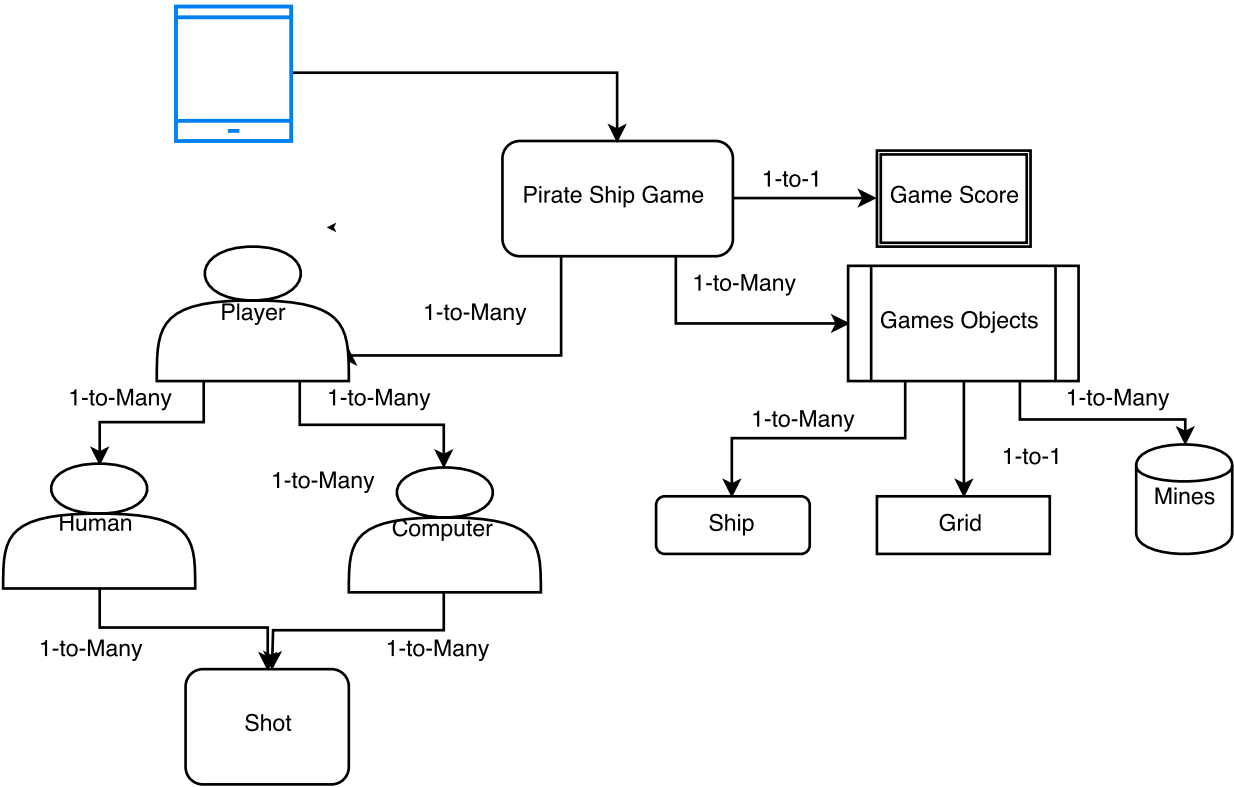 Pirate Ship Game
1-to-1
Game Score
1-to-Many
1-to-Many
Games Objects
Player
1-to-Many
1-to-Many
1-to-Many
1-to-Many
1-to-1
1-to-Many
Human
Computer
Ship
Grid
Mines
1-to-Many
1-to-Many
Shot